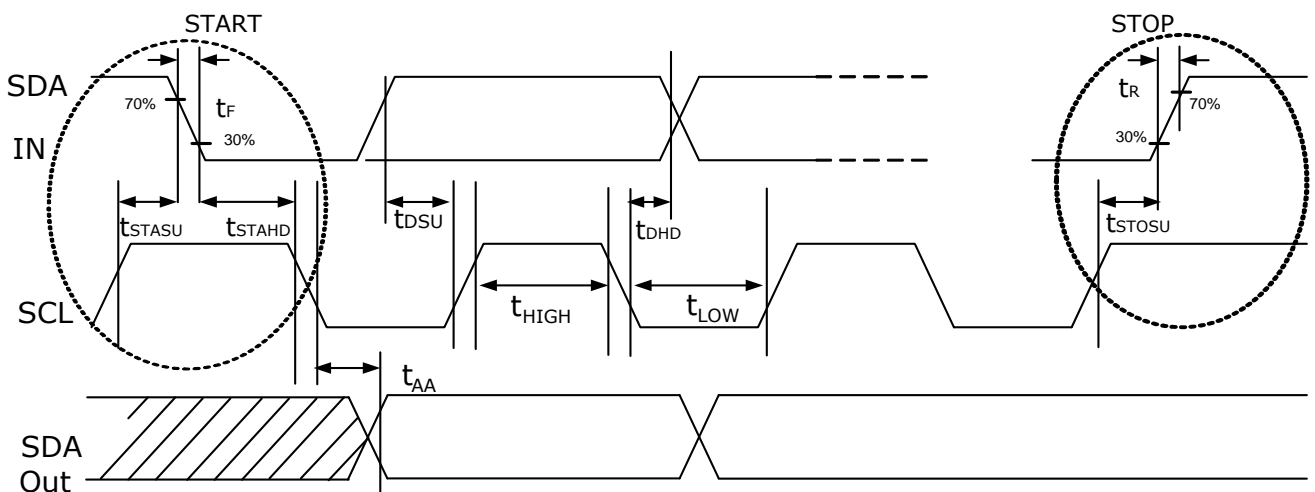 START
STOP
SDA
IN
70%
tF
30%
tR
70%
30%
tSTASU
tSTAHD
tDSU
tDHD
tSTOSU
SCL
tHIGH
tLOW
tAA
SDA
Out